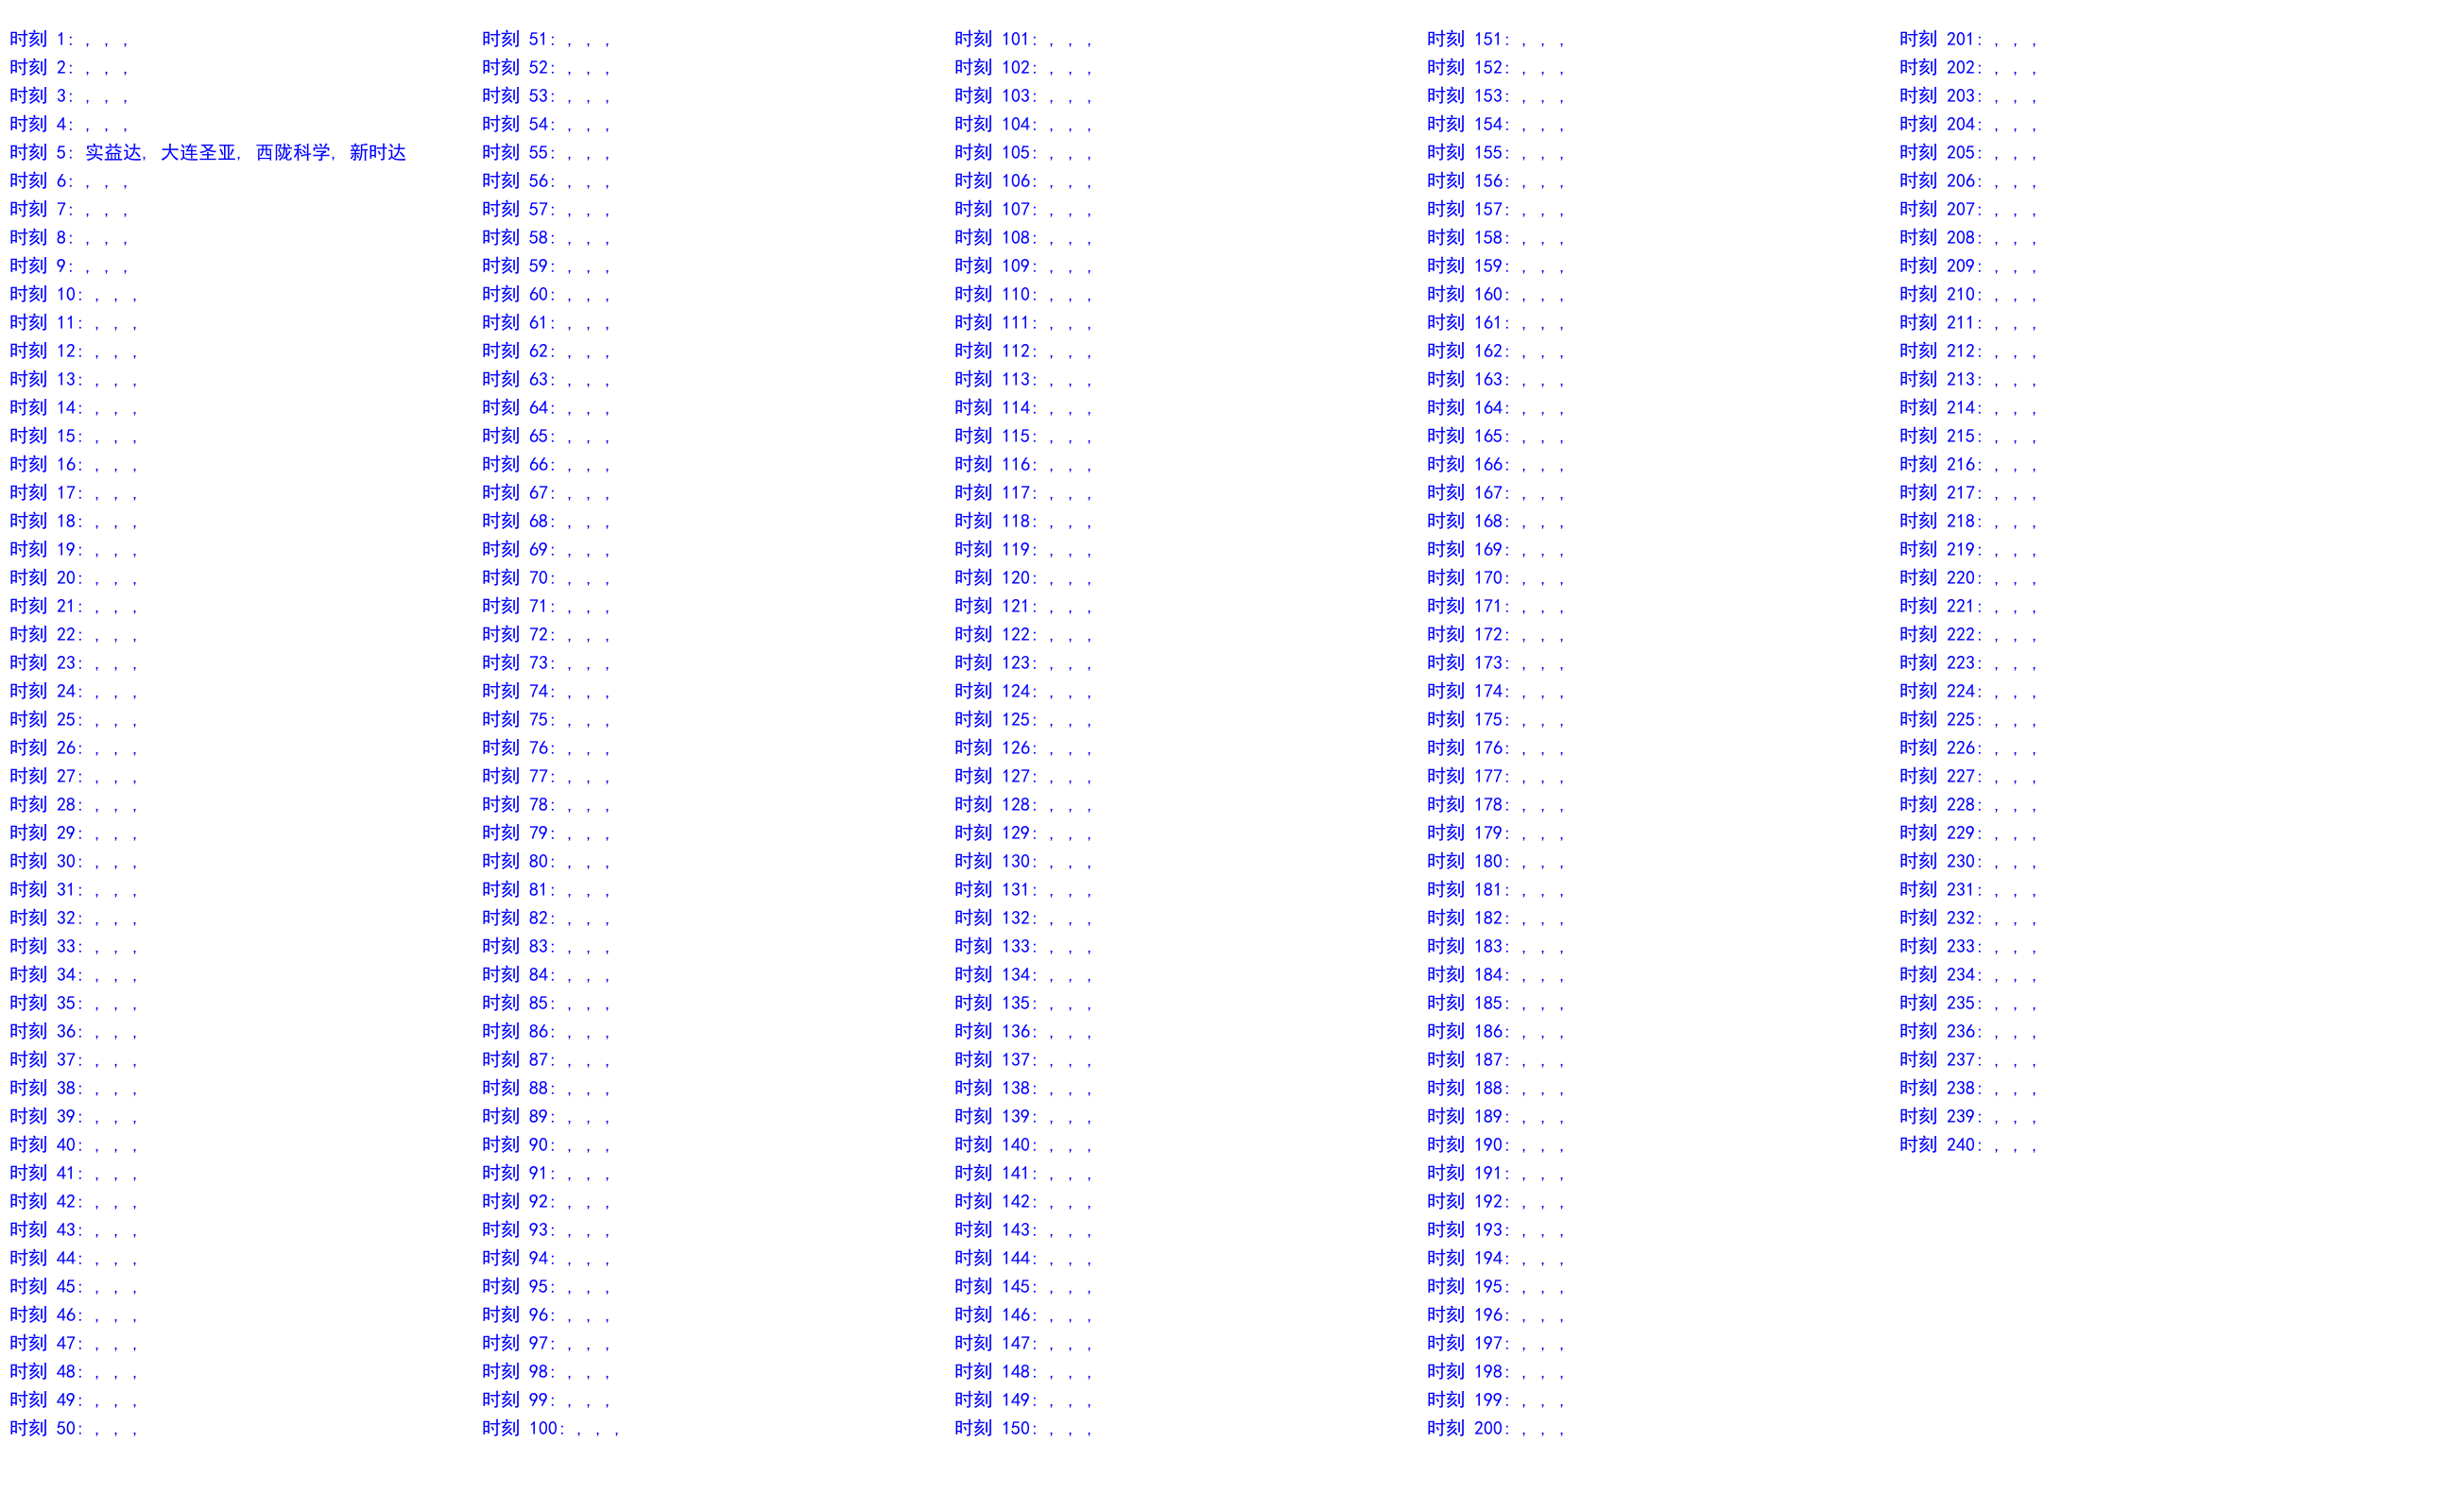 时刻 1: , , ,
时刻 2: , , ,
时刻 3: , , ,
时刻 4: , , ,
时刻 5: 实益达, 大连圣亚, 西陇科学, 新时达
时刻 6: , , ,
时刻 7: , , ,
时刻 8: , , ,
时刻 9: , , ,
时刻 10: , , ,
时刻 11: , , ,
时刻 12: , , ,
时刻 13: , , ,
时刻 14: , , ,
时刻 15: , , ,
时刻 16: , , ,
时刻 17: , , ,
时刻 18: , , ,
时刻 19: , , ,
时刻 20: , , ,
时刻 21: , , ,
时刻 22: , , ,
时刻 23: , , ,
时刻 24: , , ,
时刻 25: , , ,
时刻 26: , , ,
时刻 27: , , ,
时刻 28: , , ,
时刻 29: , , ,
时刻 30: , , ,
时刻 31: , , ,
时刻 32: , , ,
时刻 33: , , ,
时刻 34: , , ,
时刻 35: , , ,
时刻 36: , , ,
时刻 37: , , ,
时刻 38: , , ,
时刻 39: , , ,
时刻 40: , , ,
时刻 41: , , ,
时刻 42: , , ,
时刻 43: , , ,
时刻 44: , , ,
时刻 45: , , ,
时刻 46: , , ,
时刻 47: , , ,
时刻 48: , , ,
时刻 49: , , ,
时刻 50: , , ,
时刻 51: , , ,
时刻 52: , , ,
时刻 53: , , ,
时刻 54: , , ,
时刻 55: , , ,
时刻 56: , , ,
时刻 57: , , ,
时刻 58: , , ,
时刻 59: , , ,
时刻 60: , , ,
时刻 61: , , ,
时刻 62: , , ,
时刻 63: , , ,
时刻 64: , , ,
时刻 65: , , ,
时刻 66: , , ,
时刻 67: , , ,
时刻 68: , , ,
时刻 69: , , ,
时刻 70: , , ,
时刻 71: , , ,
时刻 72: , , ,
时刻 73: , , ,
时刻 74: , , ,
时刻 75: , , ,
时刻 76: , , ,
时刻 77: , , ,
时刻 78: , , ,
时刻 79: , , ,
时刻 80: , , ,
时刻 81: , , ,
时刻 82: , , ,
时刻 83: , , ,
时刻 84: , , ,
时刻 85: , , ,
时刻 86: , , ,
时刻 87: , , ,
时刻 88: , , ,
时刻 89: , , ,
时刻 90: , , ,
时刻 91: , , ,
时刻 92: , , ,
时刻 93: , , ,
时刻 94: , , ,
时刻 95: , , ,
时刻 96: , , ,
时刻 97: , , ,
时刻 98: , , ,
时刻 99: , , ,
时刻 100: , , ,
时刻 101: , , ,
时刻 102: , , ,
时刻 103: , , ,
时刻 104: , , ,
时刻 105: , , ,
时刻 106: , , ,
时刻 107: , , ,
时刻 108: , , ,
时刻 109: , , ,
时刻 110: , , ,
时刻 111: , , ,
时刻 112: , , ,
时刻 113: , , ,
时刻 114: , , ,
时刻 115: , , ,
时刻 116: , , ,
时刻 117: , , ,
时刻 118: , , ,
时刻 119: , , ,
时刻 120: , , ,
时刻 121: , , ,
时刻 122: , , ,
时刻 123: , , ,
时刻 124: , , ,
时刻 125: , , ,
时刻 126: , , ,
时刻 127: , , ,
时刻 128: , , ,
时刻 129: , , ,
时刻 130: , , ,
时刻 131: , , ,
时刻 132: , , ,
时刻 133: , , ,
时刻 134: , , ,
时刻 135: , , ,
时刻 136: , , ,
时刻 137: , , ,
时刻 138: , , ,
时刻 139: , , ,
时刻 140: , , ,
时刻 141: , , ,
时刻 142: , , ,
时刻 143: , , ,
时刻 144: , , ,
时刻 145: , , ,
时刻 146: , , ,
时刻 147: , , ,
时刻 148: , , ,
时刻 149: , , ,
时刻 150: , , ,
时刻 151: , , ,
时刻 152: , , ,
时刻 153: , , ,
时刻 154: , , ,
时刻 155: , , ,
时刻 156: , , ,
时刻 157: , , ,
时刻 158: , , ,
时刻 159: , , ,
时刻 160: , , ,
时刻 161: , , ,
时刻 162: , , ,
时刻 163: , , ,
时刻 164: , , ,
时刻 165: , , ,
时刻 166: , , ,
时刻 167: , , ,
时刻 168: , , ,
时刻 169: , , ,
时刻 170: , , ,
时刻 171: , , ,
时刻 172: , , ,
时刻 173: , , ,
时刻 174: , , ,
时刻 175: , , ,
时刻 176: , , ,
时刻 177: , , ,
时刻 178: , , ,
时刻 179: , , ,
时刻 180: , , ,
时刻 181: , , ,
时刻 182: , , ,
时刻 183: , , ,
时刻 184: , , ,
时刻 185: , , ,
时刻 186: , , ,
时刻 187: , , ,
时刻 188: , , ,
时刻 189: , , ,
时刻 190: , , ,
时刻 191: , , ,
时刻 192: , , ,
时刻 193: , , ,
时刻 194: , , ,
时刻 195: , , ,
时刻 196: , , ,
时刻 197: , , ,
时刻 198: , , ,
时刻 199: , , ,
时刻 200: , , ,
时刻 201: , , ,
时刻 202: , , ,
时刻 203: , , ,
时刻 204: , , ,
时刻 205: , , ,
时刻 206: , , ,
时刻 207: , , ,
时刻 208: , , ,
时刻 209: , , ,
时刻 210: , , ,
时刻 211: , , ,
时刻 212: , , ,
时刻 213: , , ,
时刻 214: , , ,
时刻 215: , , ,
时刻 216: , , ,
时刻 217: , , ,
时刻 218: , , ,
时刻 219: , , ,
时刻 220: , , ,
时刻 221: , , ,
时刻 222: , , ,
时刻 223: , , ,
时刻 224: , , ,
时刻 225: , , ,
时刻 226: , , ,
时刻 227: , , ,
时刻 228: , , ,
时刻 229: , , ,
时刻 230: , , ,
时刻 231: , , ,
时刻 232: , , ,
时刻 233: , , ,
时刻 234: , , ,
时刻 235: , , ,
时刻 236: , , ,
时刻 237: , , ,
时刻 238: , , ,
时刻 239: , , ,
时刻 240: , , ,